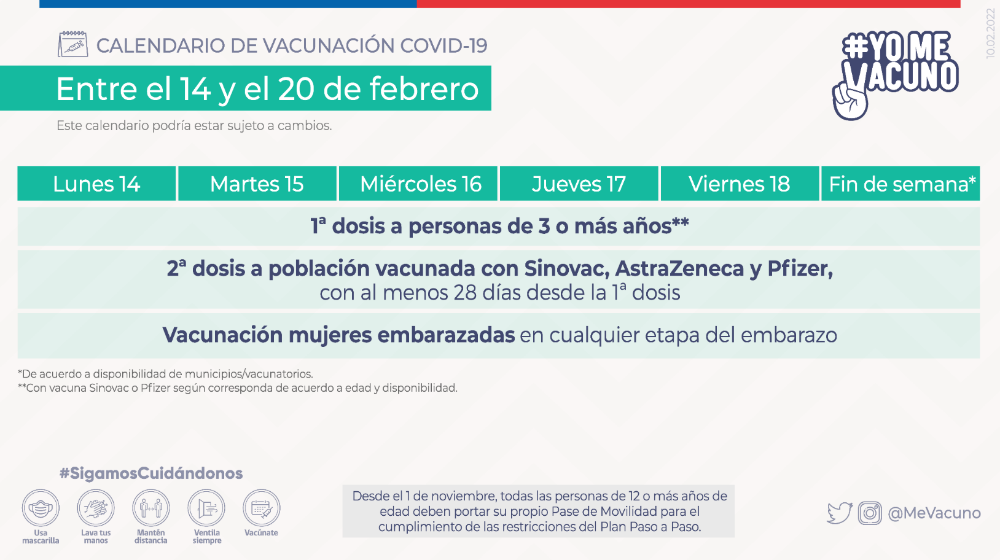 10.02.2022
CALENDARIO DE VACUNACIÓN COVID-19
#YO ME
VACUNO
Entre el 14 y el 20 de febrero
Este calendario podría estar sujeto a cambios.
Lunes 14 Martes 15 Miércoles 16 Jueves 17 Viernes 18 Fin de semana*
1ª dosis a personas de 3 o más años**
2ª dosis a población vacunada con Sinovac, AstraZeneca y Pfizer,
con al menos 28 días desde la 1ª dosis
Vacunación mujeres embarazadas en cualquier etapa del embarazo
*De acuerdo a disponibilidad de municipios/vacunatorios.
**Con vacuna Sinovac o Pfizer según corresponda de acuerdo a edad y disponibilidad.
#SigamosCuidándonos
Usa
mascarilla
Lava tus
manos
Mantén
distancia
Ventila
siempre
Vacúnate
Desde el 1 de noviembre, todas las personas de 12 o más años de
edad deben portar su propio Pase de Movilidad para el
cumplimiento de las restricciones del Plan Paso a Paso.
@MeVacuno